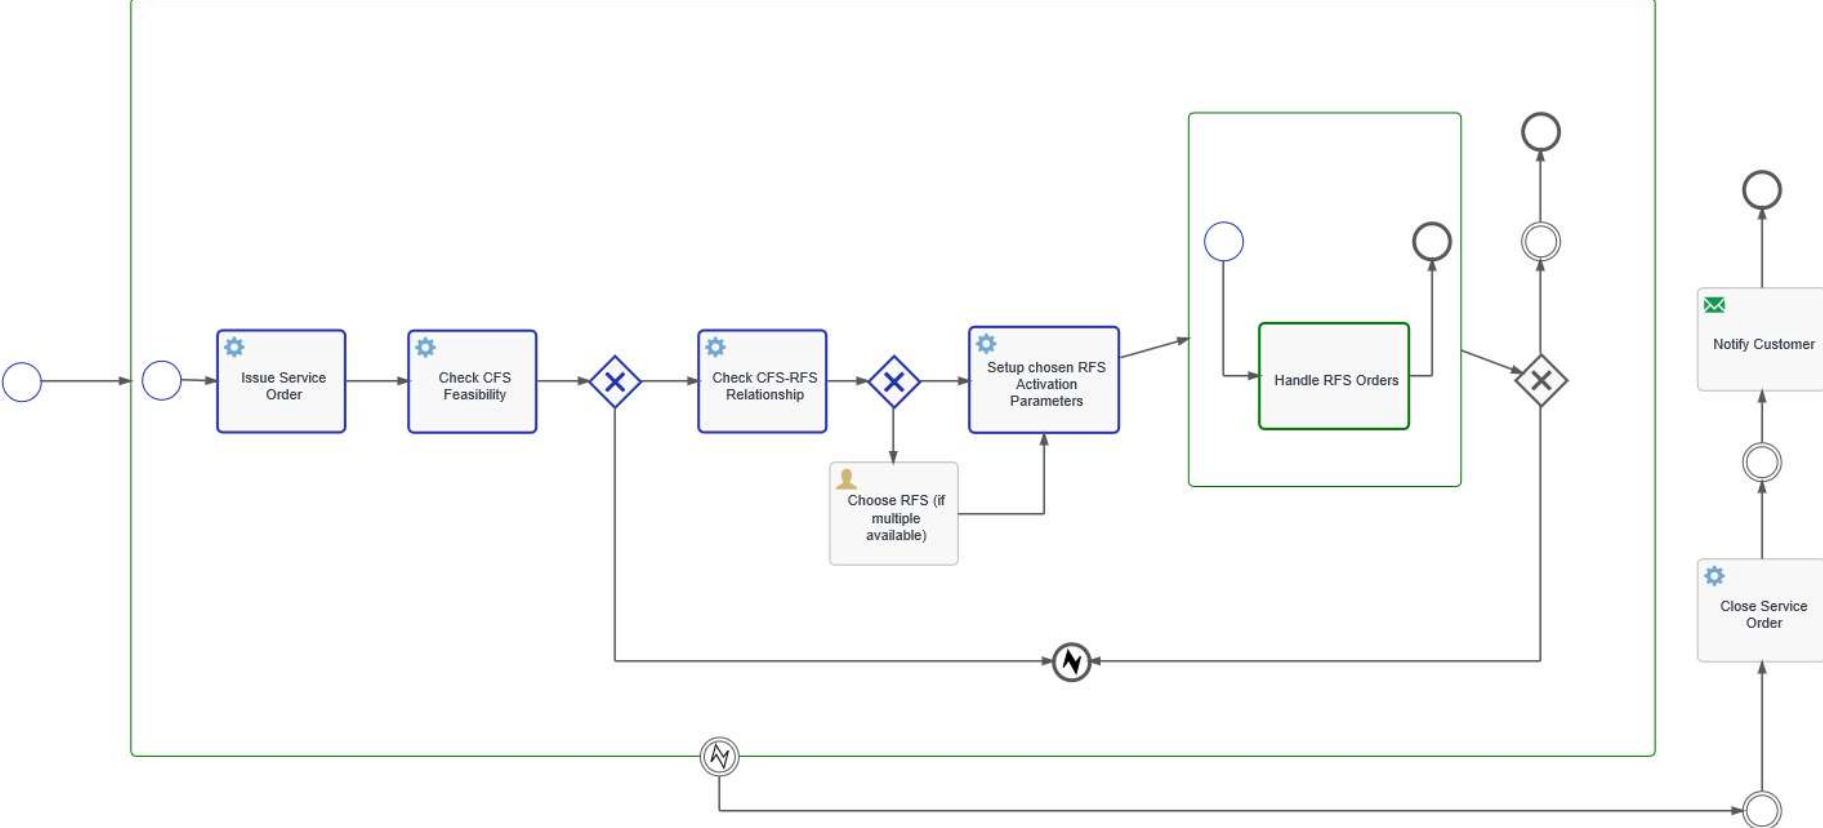 Issue Service
Order
Check CFS
Feasibility
Check CFS-RFS
Relationship
Setup chosen RFS
Activation
Parameters
Choose RFS (if
multiple
available)
Handle RFS Orders
Notify Customer
Close Service
Order